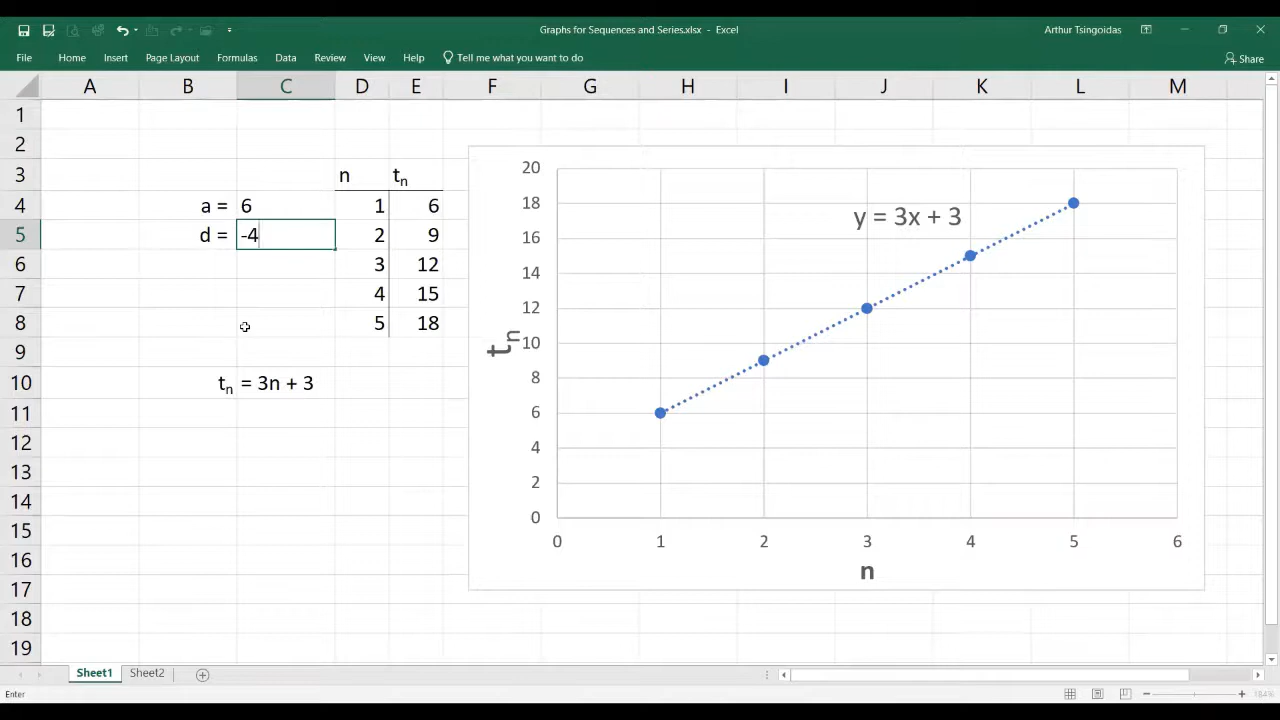 Graphs for Sequences and Series.xlsx - Excel
Arthur Tsingoidas
File Home Insert Page Layout Formulas Data Review View Help Tell me what you want to do Share
A B C D E F G H I J K L M
1
2
3 n tn
4 a = 6 1 6
5 d = -4 2 9
6 3 12
7 4 15
8 5 18
9
10 tn = 3n + 3
11
12
13
14
15
16
17
18
19
20
18
16
14
12
10
8
6
4
2
0
tn
y = 3x + 3
0 1 2 3 4 5 6
n
Sheet1 Sheet2
Enter
184%